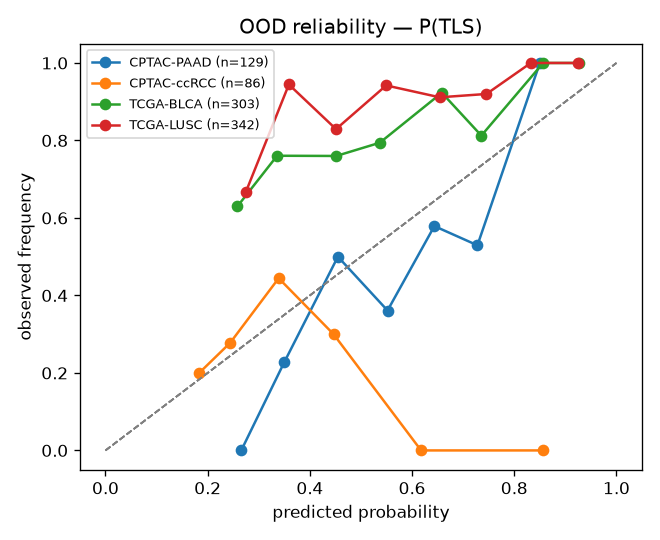 OOD reliability — P(TLS)
CPTAC-PAAD (n=129)
CPTAC-ccRCC (n=86)
TCGA-BLCA (n=303)
TCGA-LUSC (n=342)
observed frequency
1.0
0.8
0.6
0.4
0.2
0.0
0.0 0.2 0.4 0.6 0.8 1.0
predicted probability